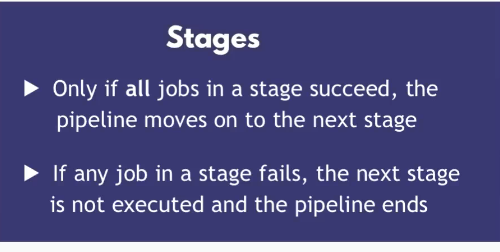 Stages
▶ Only if all jobs in a stage succeed, the
pipeline moves on to the next stage
▶ If any job in a stage fails, the next stage
is not executed and the pipeline ends